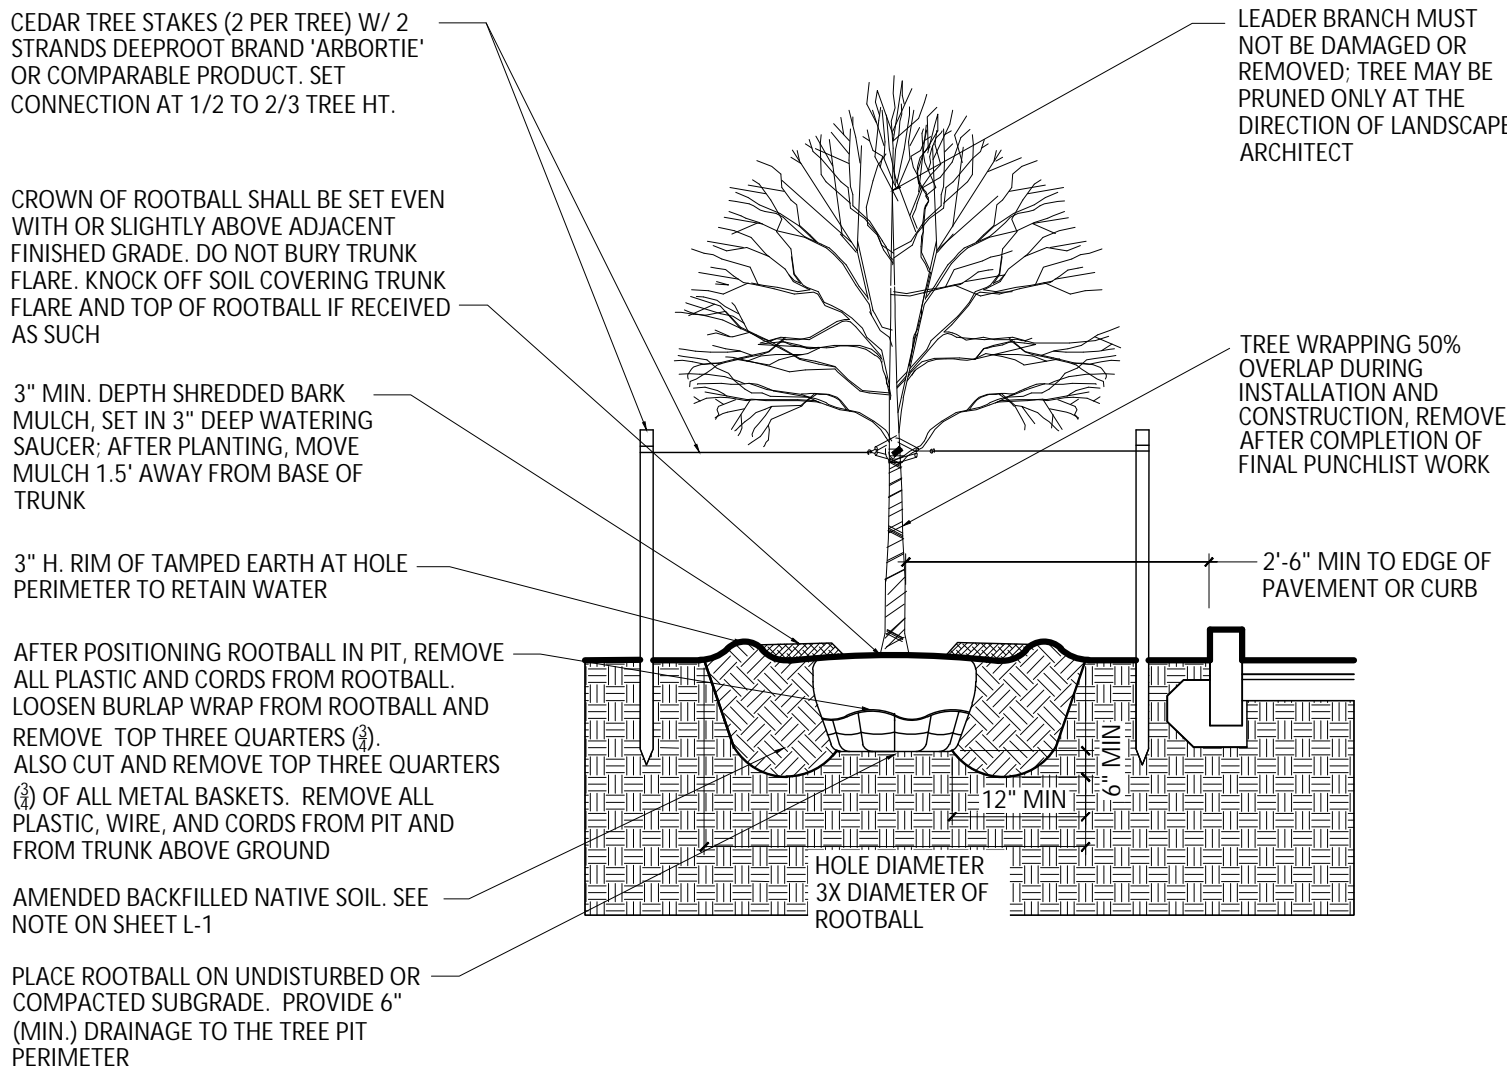 CEDAR TREE STAKES (2 PER TREE) W/ 2
STRANDS DEEPROOT BRAND 'ARBORTIE'
OR COMPARABLE PRODUCT. SET
CONNECTION AT 1/2 TO 2/3 TREE HT.
CROWN OF ROOTBALL SHALL BE SET EVEN
WITH OR SLIGHTLY ABOVE ADJACENT
FINISHED GRADE. DO NOT BURY TRUNK
FLARE. KNOCK OFF SOIL COVERING TRUNK
FLARE AND TOP OF ROOTBALL IF RECEIVED
AS SUCH
3" MIN. DEPTH SHREDDED BARK
MULCH, SET IN 3" DEEP WATERING
SAUCER; AFTER PLANTING, MOVE
MULCH 1.5' AWAY FROM BASE OF
TRUNK
3" H. RIM OF TAMPED EARTH AT HOLE
PERIMETER TO RETAIN WATER
AFTER POSITIONING ROOTBALL IN PIT, REMOVE
ALL PLASTIC AND CORDS FROM ROOTBALL.
LOOSEN BURLAP WRAP FROM ROOTBALL AND
REMOVE TOP THREE QUARTERS (3/4).
ALSO CUT AND REMOVE TOP THREE QUARTERS
(3/4) OF ALL METAL BASKETS. REMOVE ALL
PLASTIC, WIRE, AND CORDS FROM PIT AND
FROM TRUNK ABOVE GROUND
AMENDED BACKFILLED NATIVE SOIL. SEE
NOTE ON SHEET L-1
PLACE ROOTBALL ON UNDISTURBED OR
COMPACTED SUBGRADE. PROVIDE 6"
(MIN.) DRAINAGE TO THE TREE PIT
PERIMETER
LEADER BRANCH MUST
NOT BE DAMAGED OR
REMOVED; TREE MAY BE
PRUNED ONLY AT THE
DIRECTION OF LANDSCAPE
ARCHITECT
TREE WRAPPING 50%
OVERLAP DURING
INSTALLATION AND
CONSTRUCTION, REMOVE
AFTER COMPLETION OF
FINAL PUNCHLIST WORK
2'-6" MIN TO EDGE OF
PAVEMENT OR CURB
6" MIN
12" MIN
HOLE DIAMETER
3X DIAMETER OF
ROOTBALL